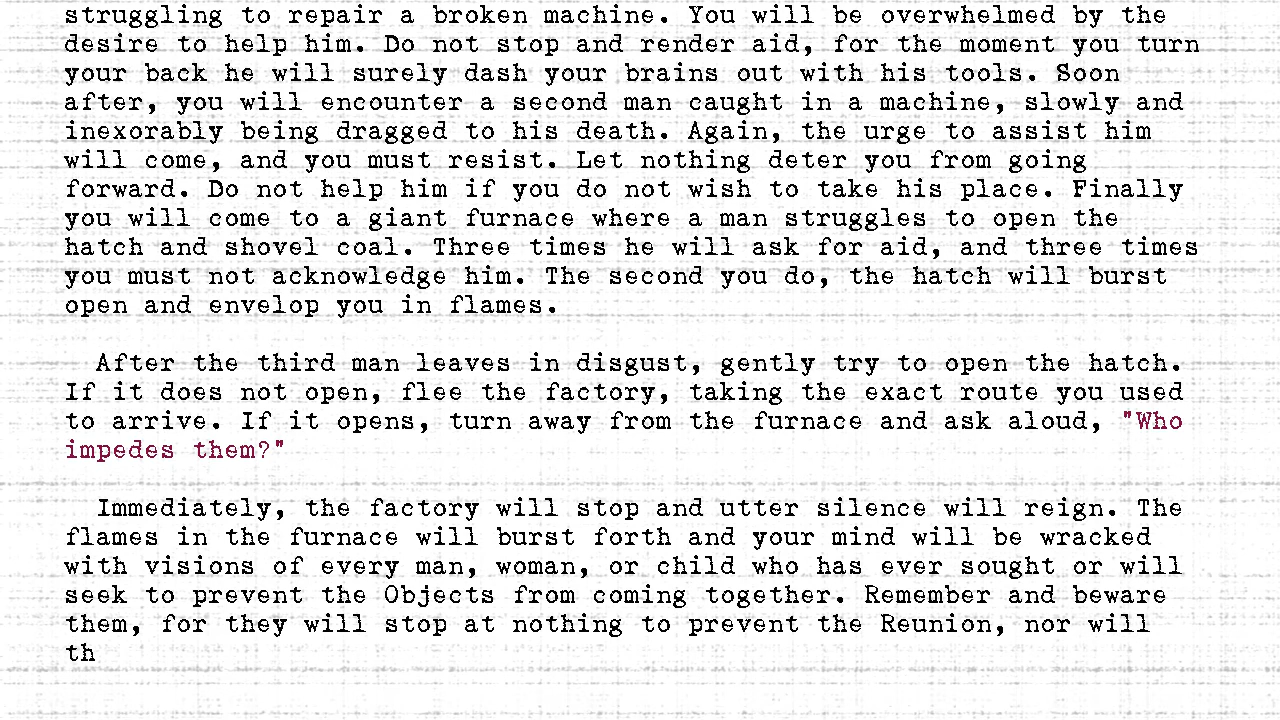 struggling to repair a broken machine. You will be overwhelmed by the
desire to help him. Do not stop and render aid, for the moment you turn
your back he will surely dash your brains out with his tools. Soon
after, you will encounter a second man caught in a machine, slowly and
inexorably being dragged to his death. Again, the urge to assist him
will come, and you must resist. Let nothing deter you from going
forward. Do not help him if you do not wish to take his place. Finally
you will come to a giant furnace where a man struggles to open the
hatch and shovel coal. Three times he will ask for aid, and three times
you must not acknowledge him. The second you do, the hatch will burst
open and envelop you in flames.
After the third man leaves in disgust, gently try to open the hatch.
If it does not open, flee the factory, taking the exact route you used
to arrive. If it opens, turn away from the furnace and ask aloud, "Who
impedes them?"
Immediately, the factory will stop and utter silence will reign. The
flames in the furnace will burst forth and your mind will be wracked
with visions of every man, woman, or child who has ever sought or will
seek to prevent the Objects from coming together. Remember and beware
them, for they will stop at nothing to prevent the Reunion, nor will
th